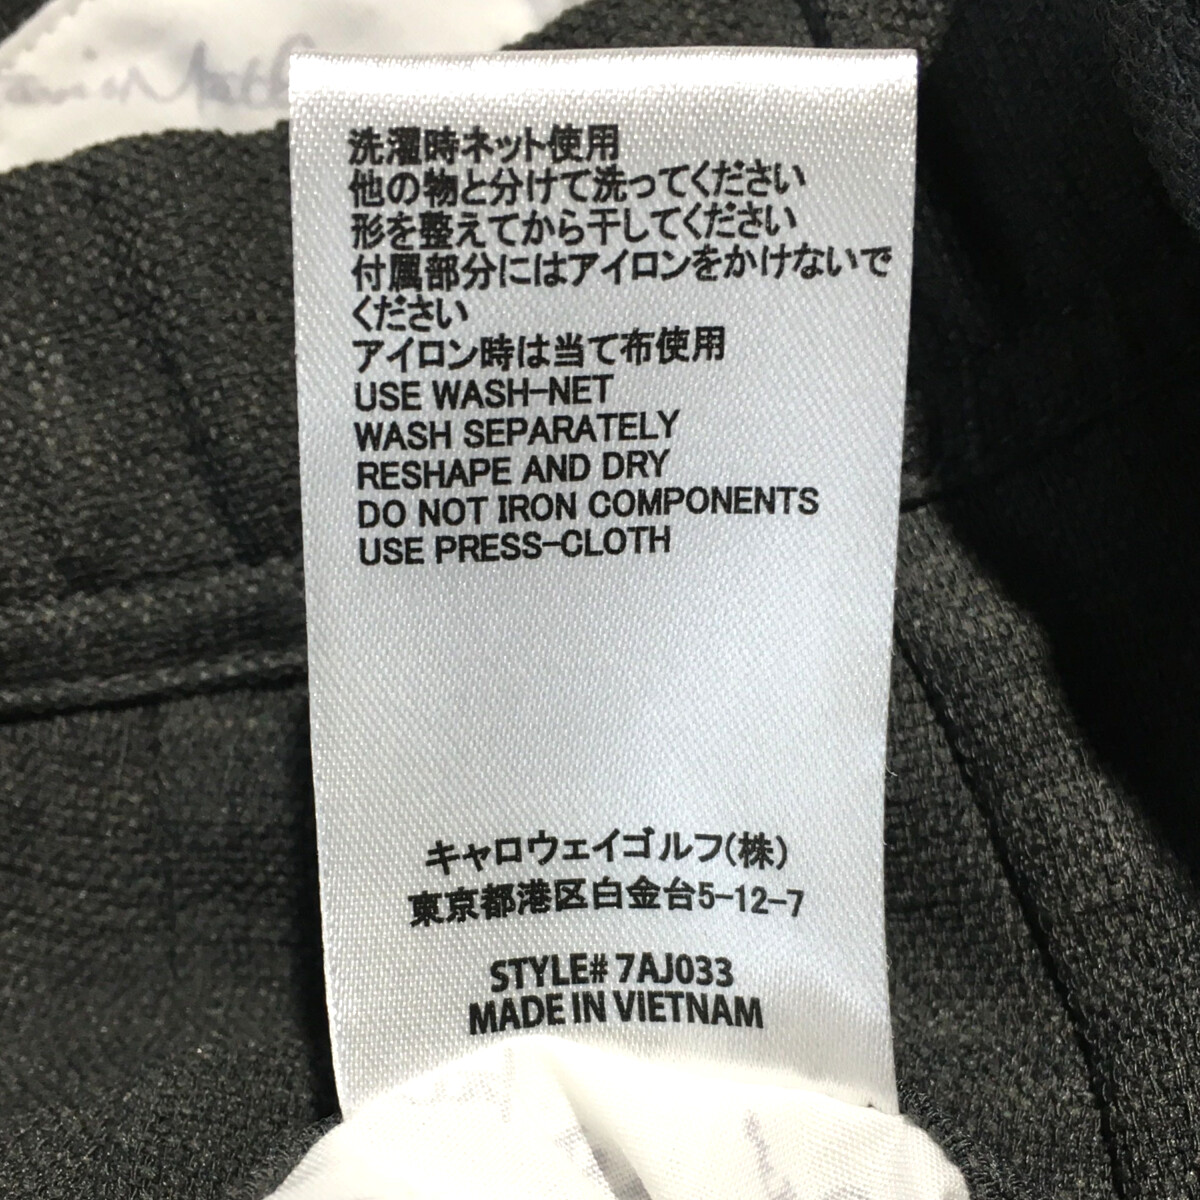 洗濯時ネット使用
他の物と分けて洗ってください
形を整えてから干してください
付属部分にはアイロンをかけないで
ください
アイロン時は当て布使用
USE WASH-NET
WASH SEPARATELY
RESHAPE AND DRY
DO NOT IRON COMPONENTS
USE PRESS-CLOTH
キャロウェイゴルフ(株)
東京都港区白金台5-12-7
STYLE# 7AJ033
MADE IN VIETNAM